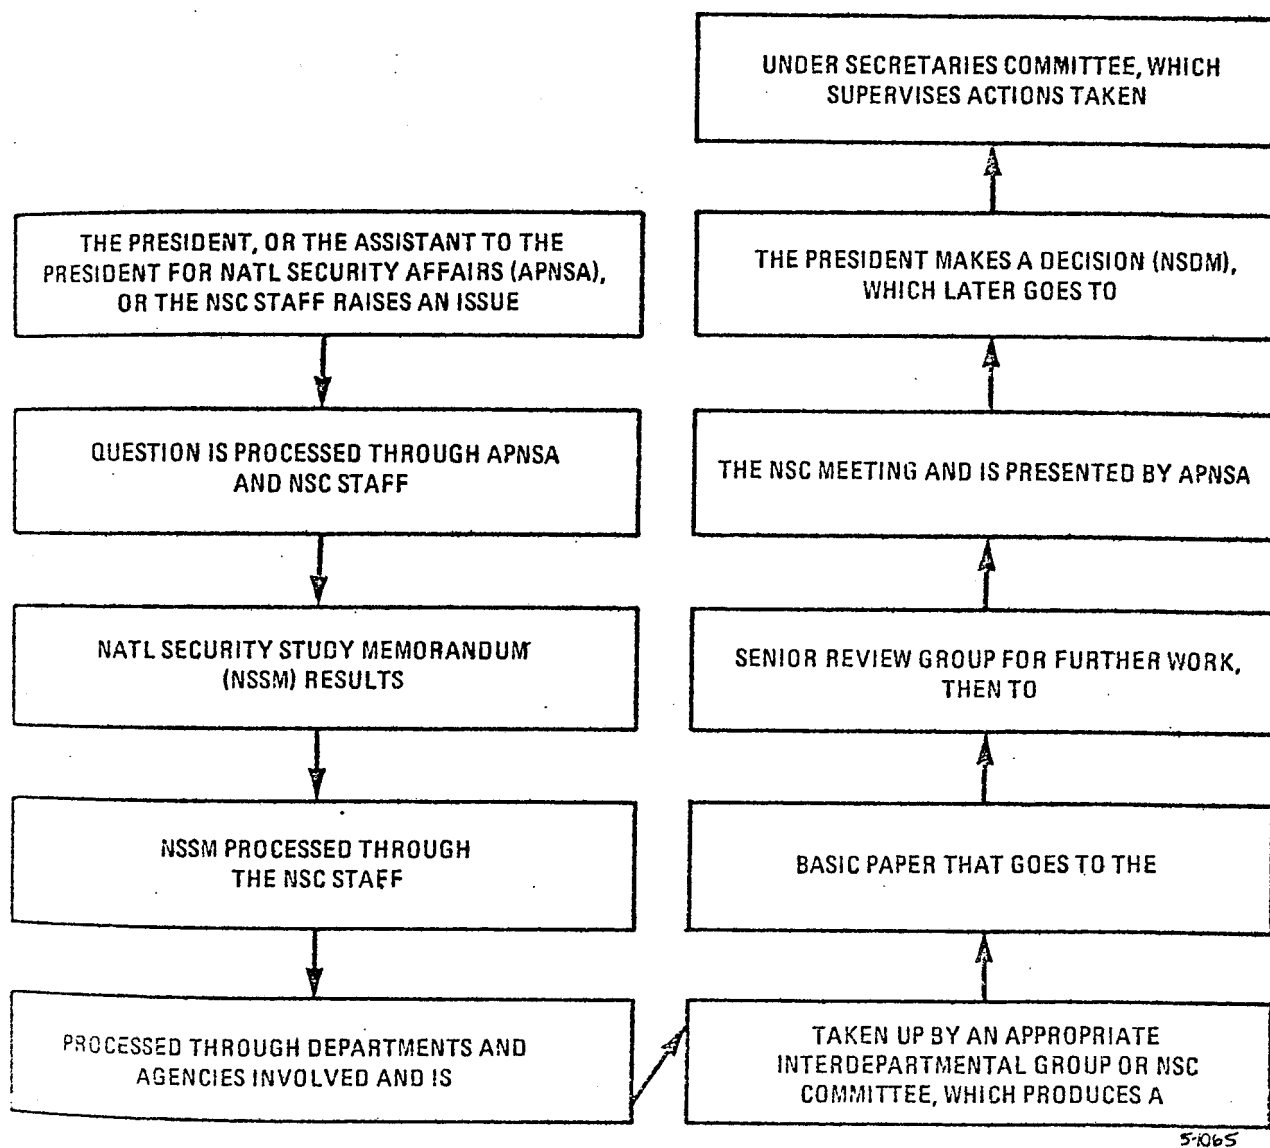 THE PRESIDENT, OR THE ASSISTANT TO THE
PRESIDENT FOR NATL SECURITY AFFAIRS (APNSA),
OR THE NSC STAFF RAISES AN ISSUE
QUESTION IS PROCESSED THROUGH APNSA
AND NSC STAFF
NATL SECURITY STUDY MEMORANDUM
(NSSM) RESULTS
NSSM PROCESSED THROUGH
THE NSC STAFF
PROCESSED THROUGH DEPARTMENTS AND
AGENCIES INVOLVED AND IS
TAKEN UP BY AN APPROPRIATE
INTERDEPARTMENTAL GROUP OR NSC
COMMITTEE, WHICH PRODUCES A
BASIC PAPER THAT GOES TO THE
SENIOR REVIEW GROUP FOR FURTHER WORK,
THEN TO
THE NSC MEETING AND IS PRESENTED BY APNSA
THE PRESIDENT MAKES A DECISION (NSDM),
WHICH LATER GOES TO
UNDER SECRETARIES COMMITTEE, WHICH
SUPERVISES ACTIONS TAKEN
5-1065